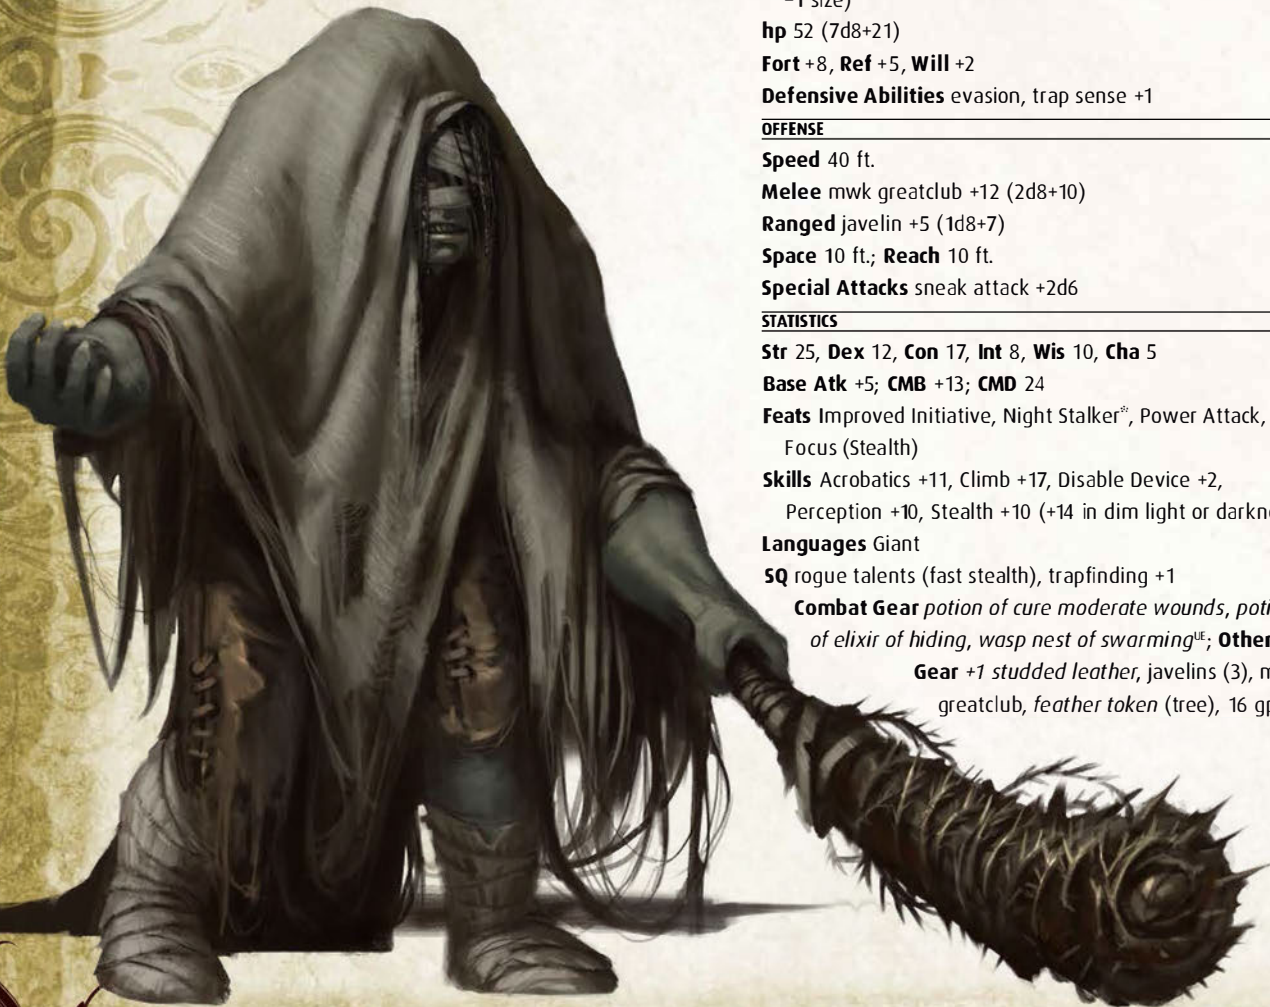 −1 size)
hp 52 (7d8+21)
Fort +8, Ref +5, Will +2
Defensive Abilities evasion, trap sense +1
OFFENSE
Speed 40 ft.
Melee mwk greatclub +12 (2d8+10)
Ranged javelin +5 (1d8+7)
Space 10 ft.; Reach 10 ft.
Special Attacks sneak attack +2d6
STATISTICS
Str 25, Dex 12, Con 17, Int 8, Wis 10, Cha 5
Base Atk +5; CMB +13; CMD 24
Feats Improved Initiative, Night Stalker*, Power Attack,
Focus (Stealth)
Skills Acrobatics +11, Climb +17, Disable Device +2,
Perception +10, Stealth +10 (+14 in dim light or darkn
Languages Giant
SQ rogue talents (fast stealth), trapfinding +1
Combat Gear potion of cure moderate wounds, poti
of elixir of hiding, wasp nest of swarmingUE; Other
Gear +1 studded leather, javelins (3), m
greatclub, feather token (tree), 16 gp